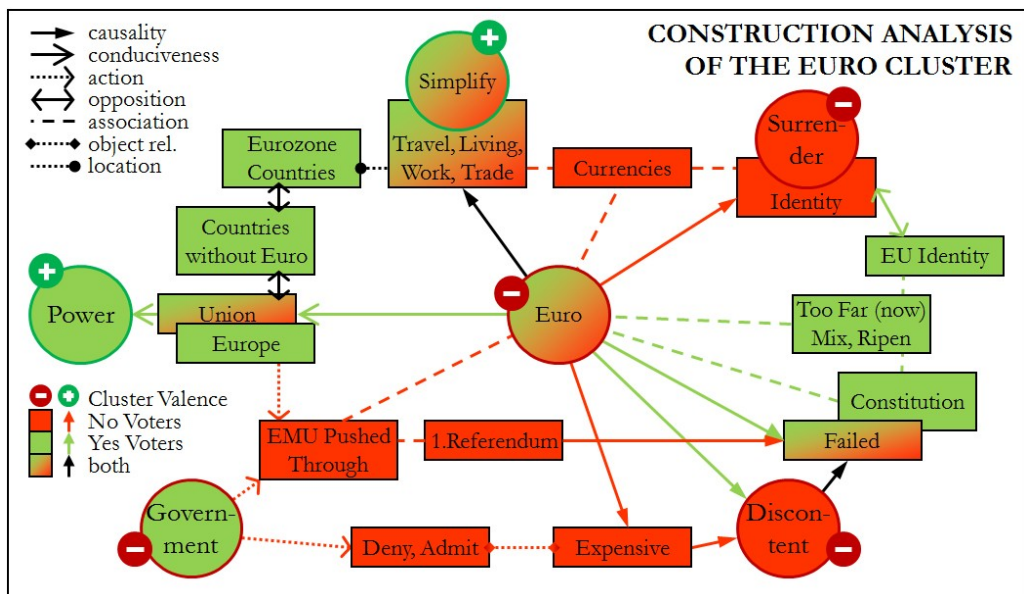 CONSTRUCTION ANALYSIS
OF THE EURO CLUSTER
causality
conduciveness
action
opposition
association
object rel.
location
Simplify
Travel, Living,
Work, Trade
Eurozone
Countries
Currencies
Surren-
der
Identity
Countries
without Euro
EU Identity
Power
Union
Europe
Euro
Too Far (now)
Mix, Ripen
Cluster Valence
No Voters
Yes Voters
both
Constitution
Failed
EMU Pushed
Through
1.Referendum
Govern-
ment
Deny, Admit
Expensive
Discon-
tent